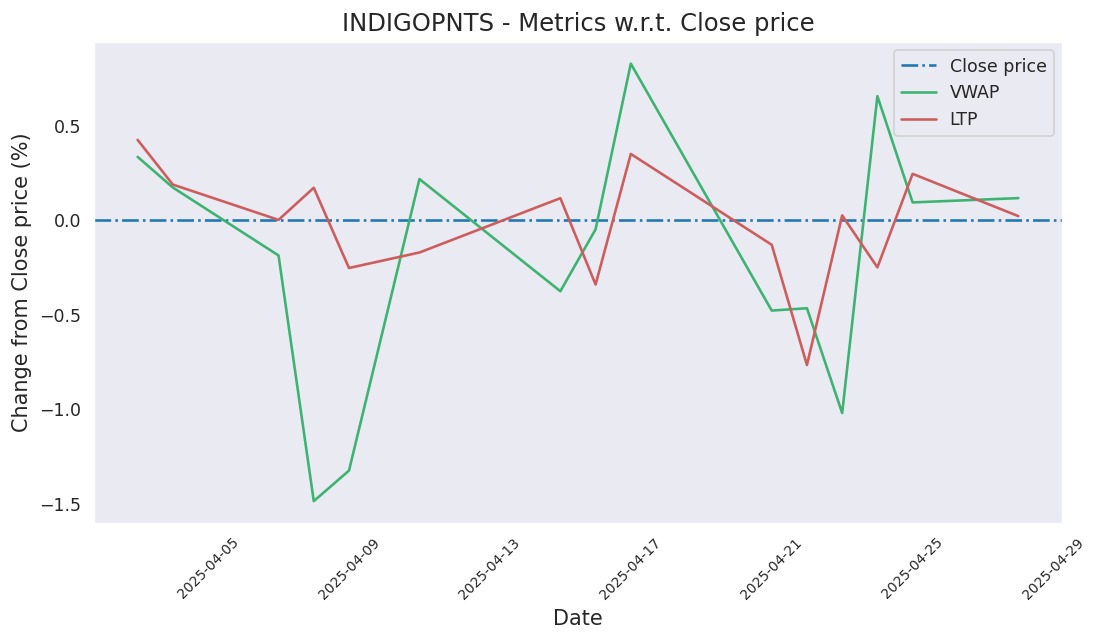 INDIGOPNTS - Metrics w.r.t. Close price
Close price
VWAP
LTP
Change from Close price (%)
0.5
0.0
−0.5
−1.0
−1.5
2025-04-05
2025-04-09
2025-04-13
2025-04-17
2025-04-21
2025-04-25
2025-04-29
Date